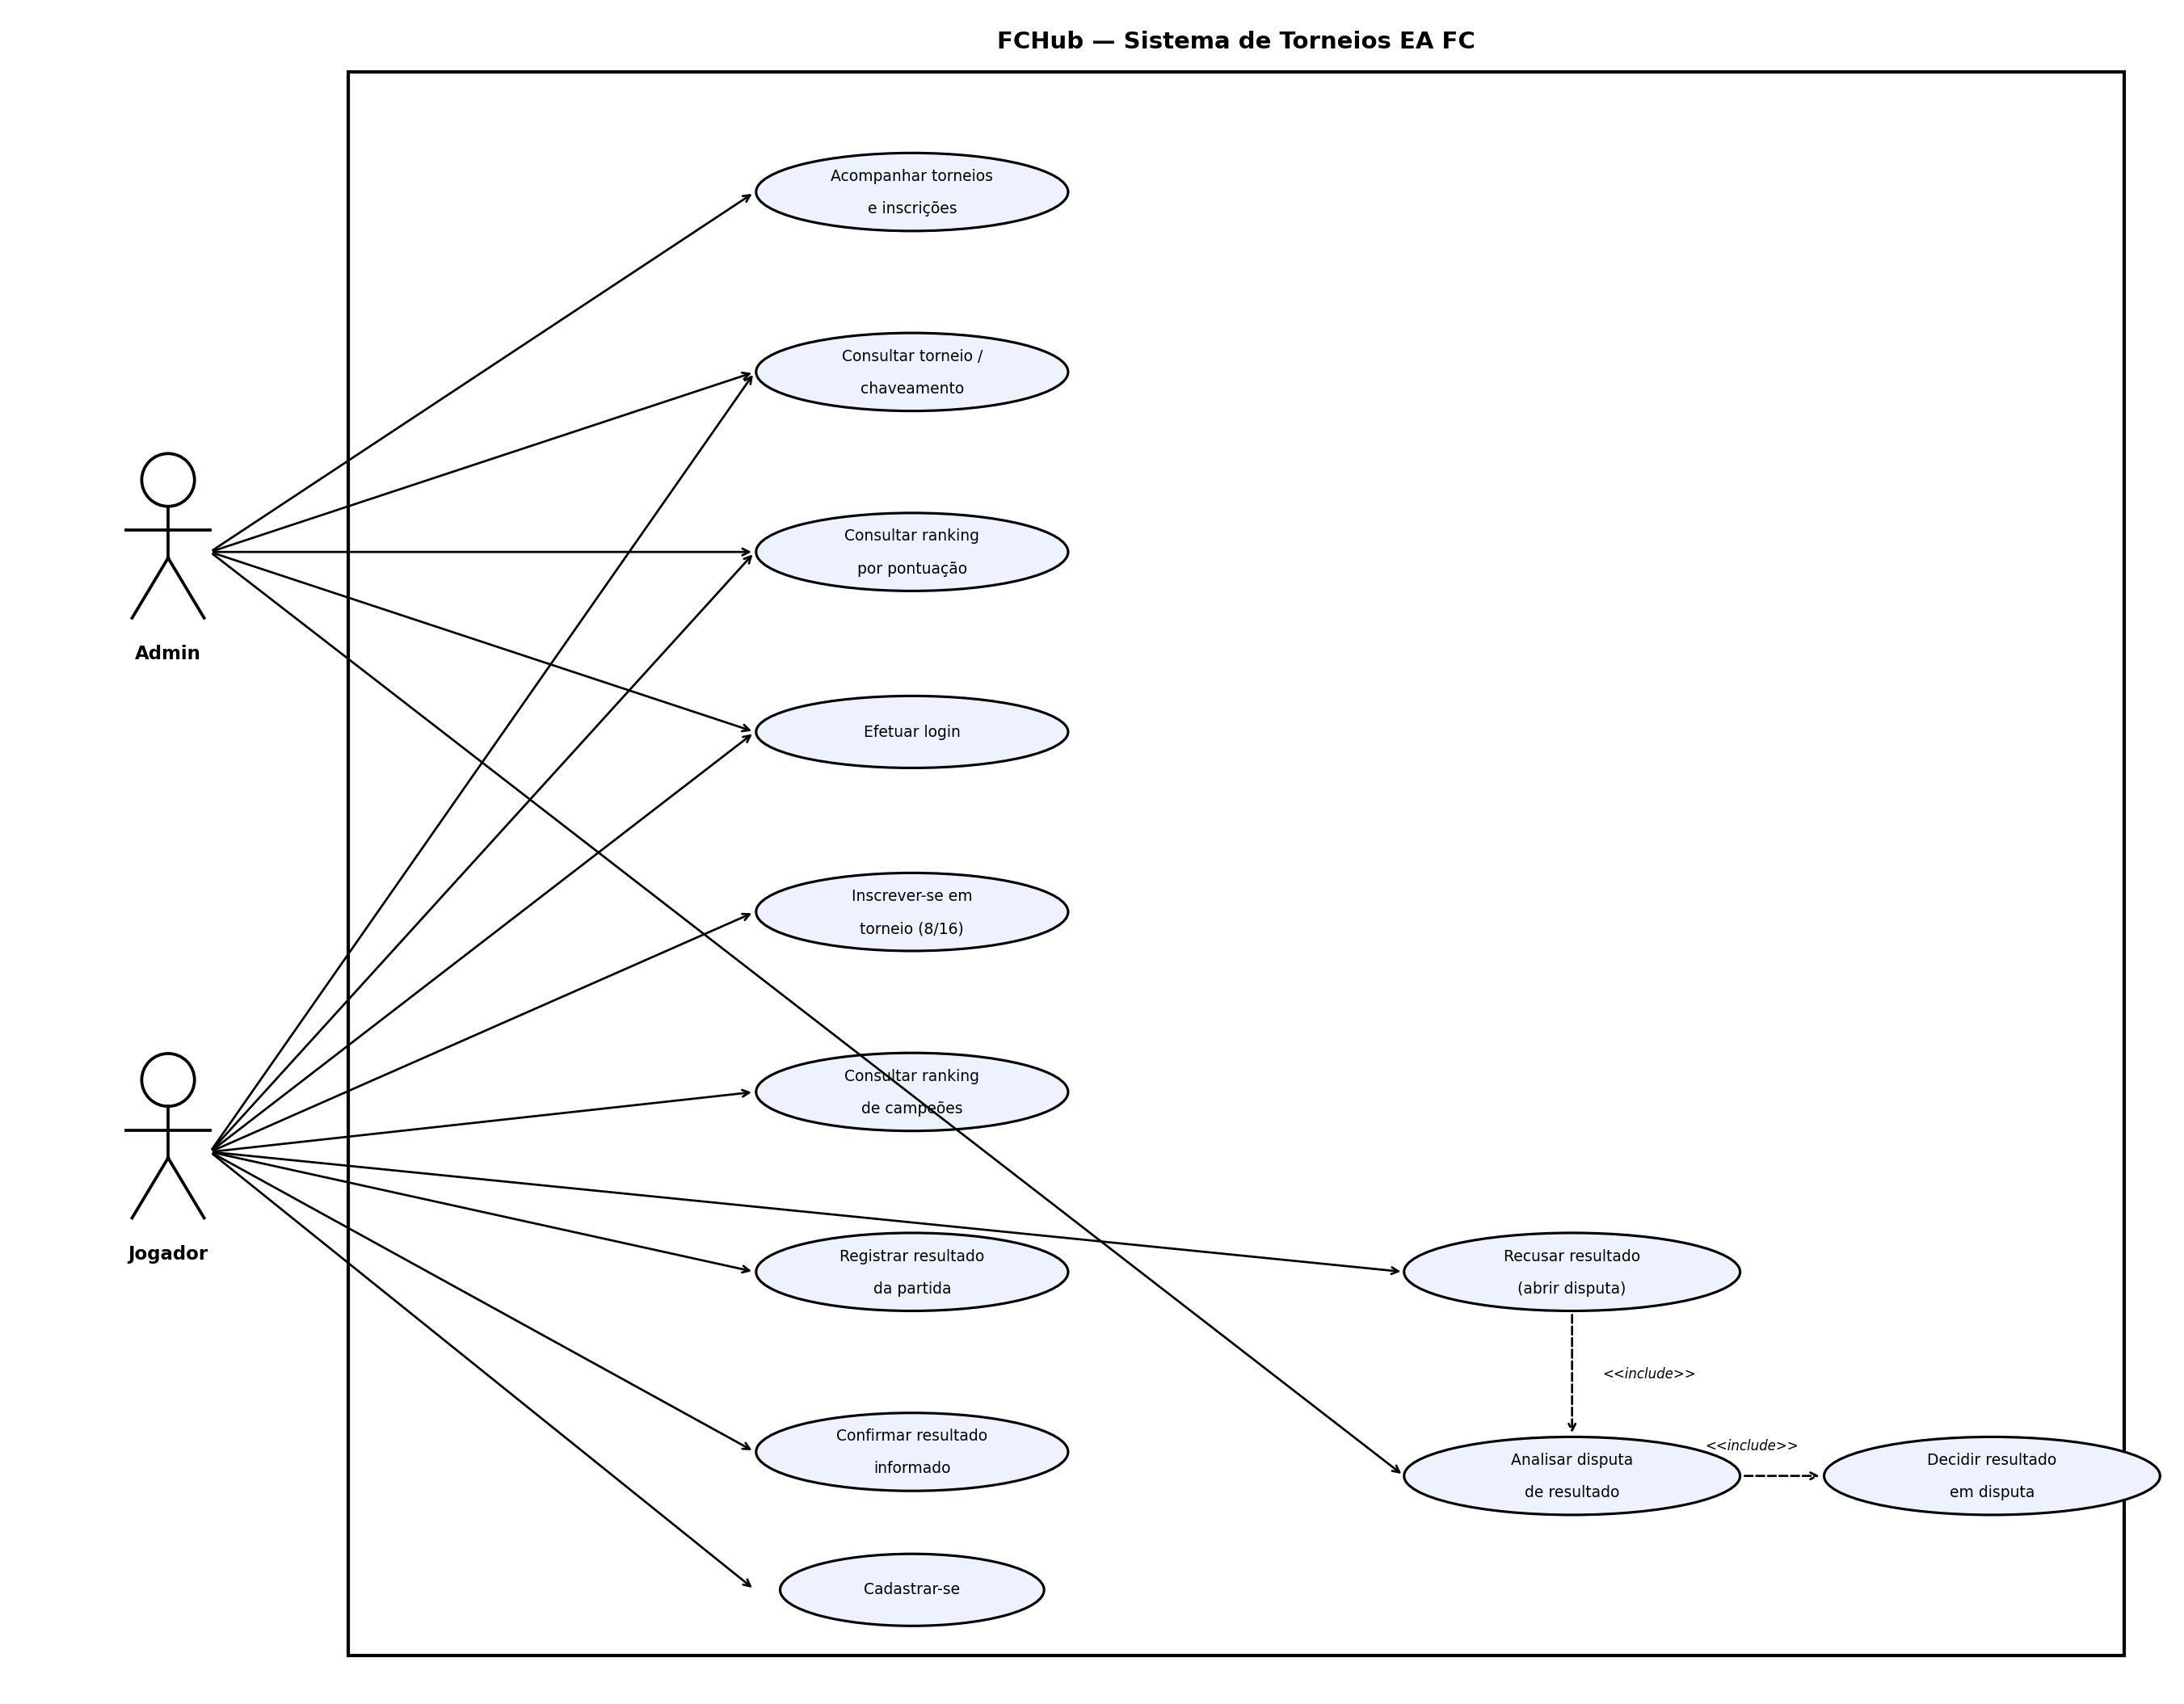 FCHub — Sistema de Torneios EA FC
Acompanhar torneios
e inscrições
Consultar torneio /
chaveamento
Consultar ranking
por pontuação
Admin
Efetuar login
Inscrever-se em
torneio (8/16)
Consultar ranking
de campeões
Jogador
Registrar resultado
da partida
Recusar resultado
(abrir disputa)
<<include>>
Confirmar resultado
informado
Analisar disputa
de resultado
<<include>>
Decidir resultado
em disputa
Cadastrar-se